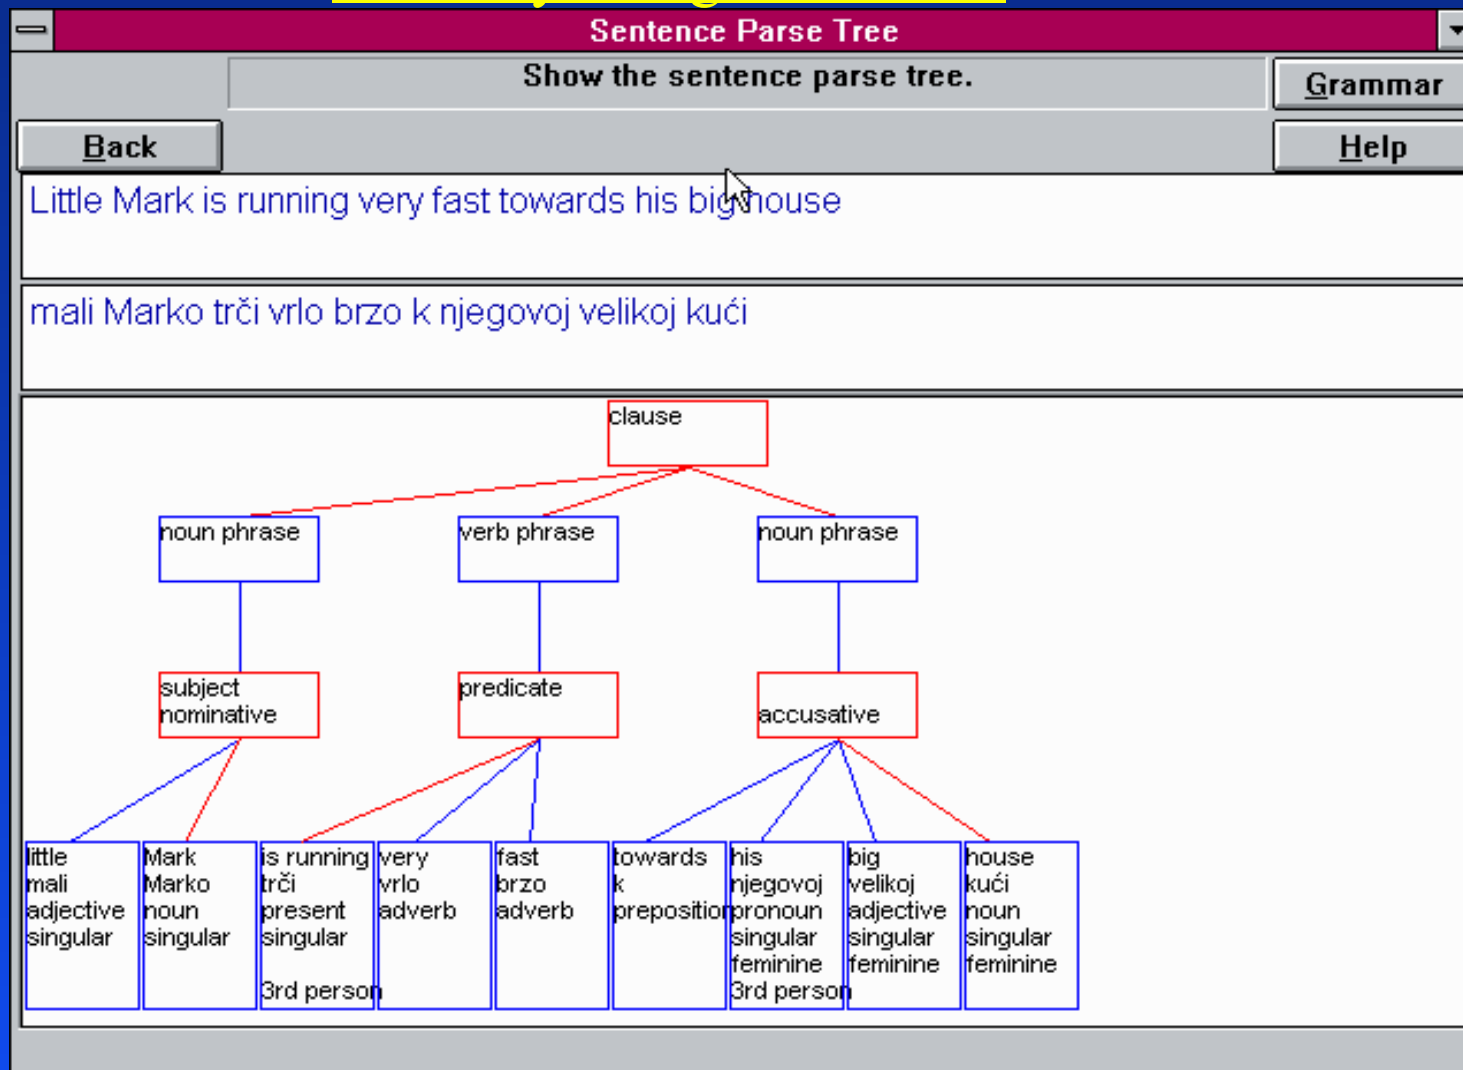 Sentence Parse Tree
Show the sentence parse tree.
Grammar
Back
Help
Little Mark is running very fast towards his big house
mali Marko trči vrlo brzo k njegovoj velikoj kući
clause
noun phrase
verb phrase
noun phrase
subject
nominative
predicate
accusative
little
mali
adjective
singular
Mark
Marko
noun
singular
is running
trči
present
singular
3rd person
very
vrlo
adverb
fast
brzo
adverb
towards
k
preposition
his
njegovoj
pronoun
singular
feminine
3rd person
big
velikoj
adjective
singular
feminine
house
kući
noun
singular
feminine